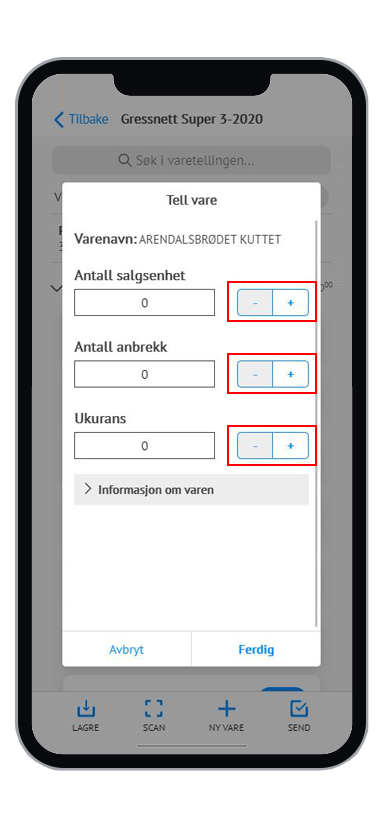 Tilbake Gressnett Super 3-2020
Søk i varetellingen...
Tell vare
Varenavn: ARENDALSBRØDET KUTTET
Antall salgsenhet
0 - +
Antall anbrekk
0 - +
Ukurans
0 - +
Informasjon om varen
Avbryt Ferdig
LAGRE SCAN NY VARE SEND